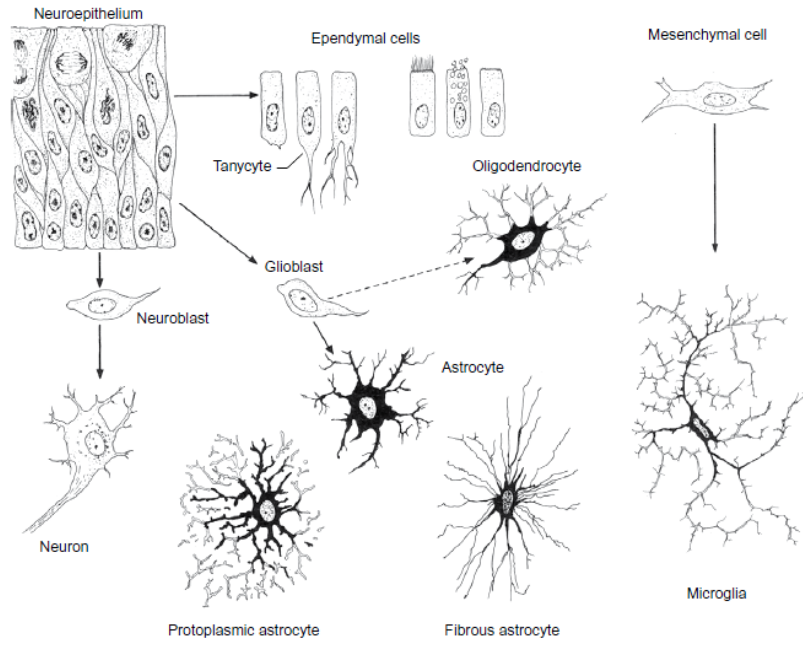 Neuroepithelium
Ependymal cells
Mesenchymal cell
Tanycyte
Oligodendrocyte
Glioblast
Neuroblast
Astrocyte
Neuron
Microglia
Protoplasmic astrocyte
Fibrous astrocyte